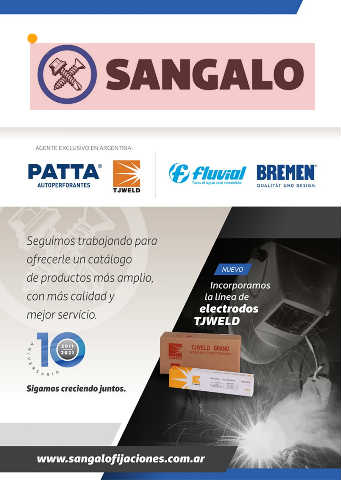 SANGALO
AGENTE EXCLUSIVO EN ARGENTINA:
PATTA®
AUTOPERFORANTES
TJWELD
fluvial
BREMEN®
QUALITÄT UND DESIGN
Seguimos trabajando para
ofrecerle un catálogo
de productos más amplio,
con más calidad y
mejor servicio.
10
2011
2021
ANIVERSARIO
Sigamos creciendo juntos.
NUEVO
Incorporamos
la línea de
electrodos
TJWELD
TJWELD BRAND
www.sangalofijaciones.com.ar